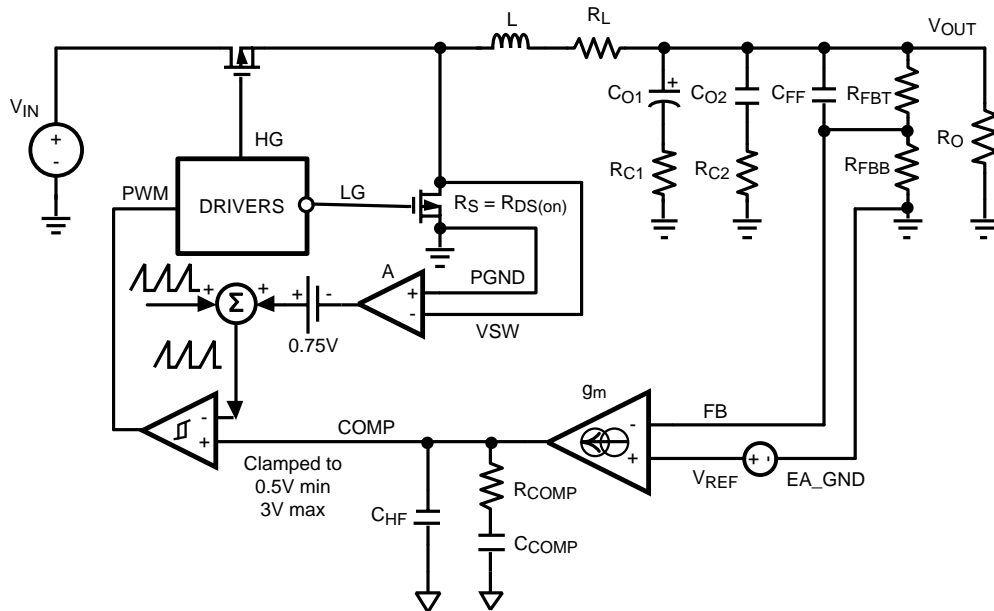 L
R_L
V_OUT
V_IN
+
-
HG
C_O1
+
C_O2
C_FF
R_FBT
R_O
R_C1
R_C2
R_FBB
PWM
DRIVERS
LG
R_S = R_DS(on)
A
PGND
+
-
VSW
+
Σ
+
+
-
0.75V
g_m
-
+
COMP
FB
-
+
V_REF
+
-
EA_GND
Clamped to
0.5V min
3V max
C_HF
R_COMP
C_COMP